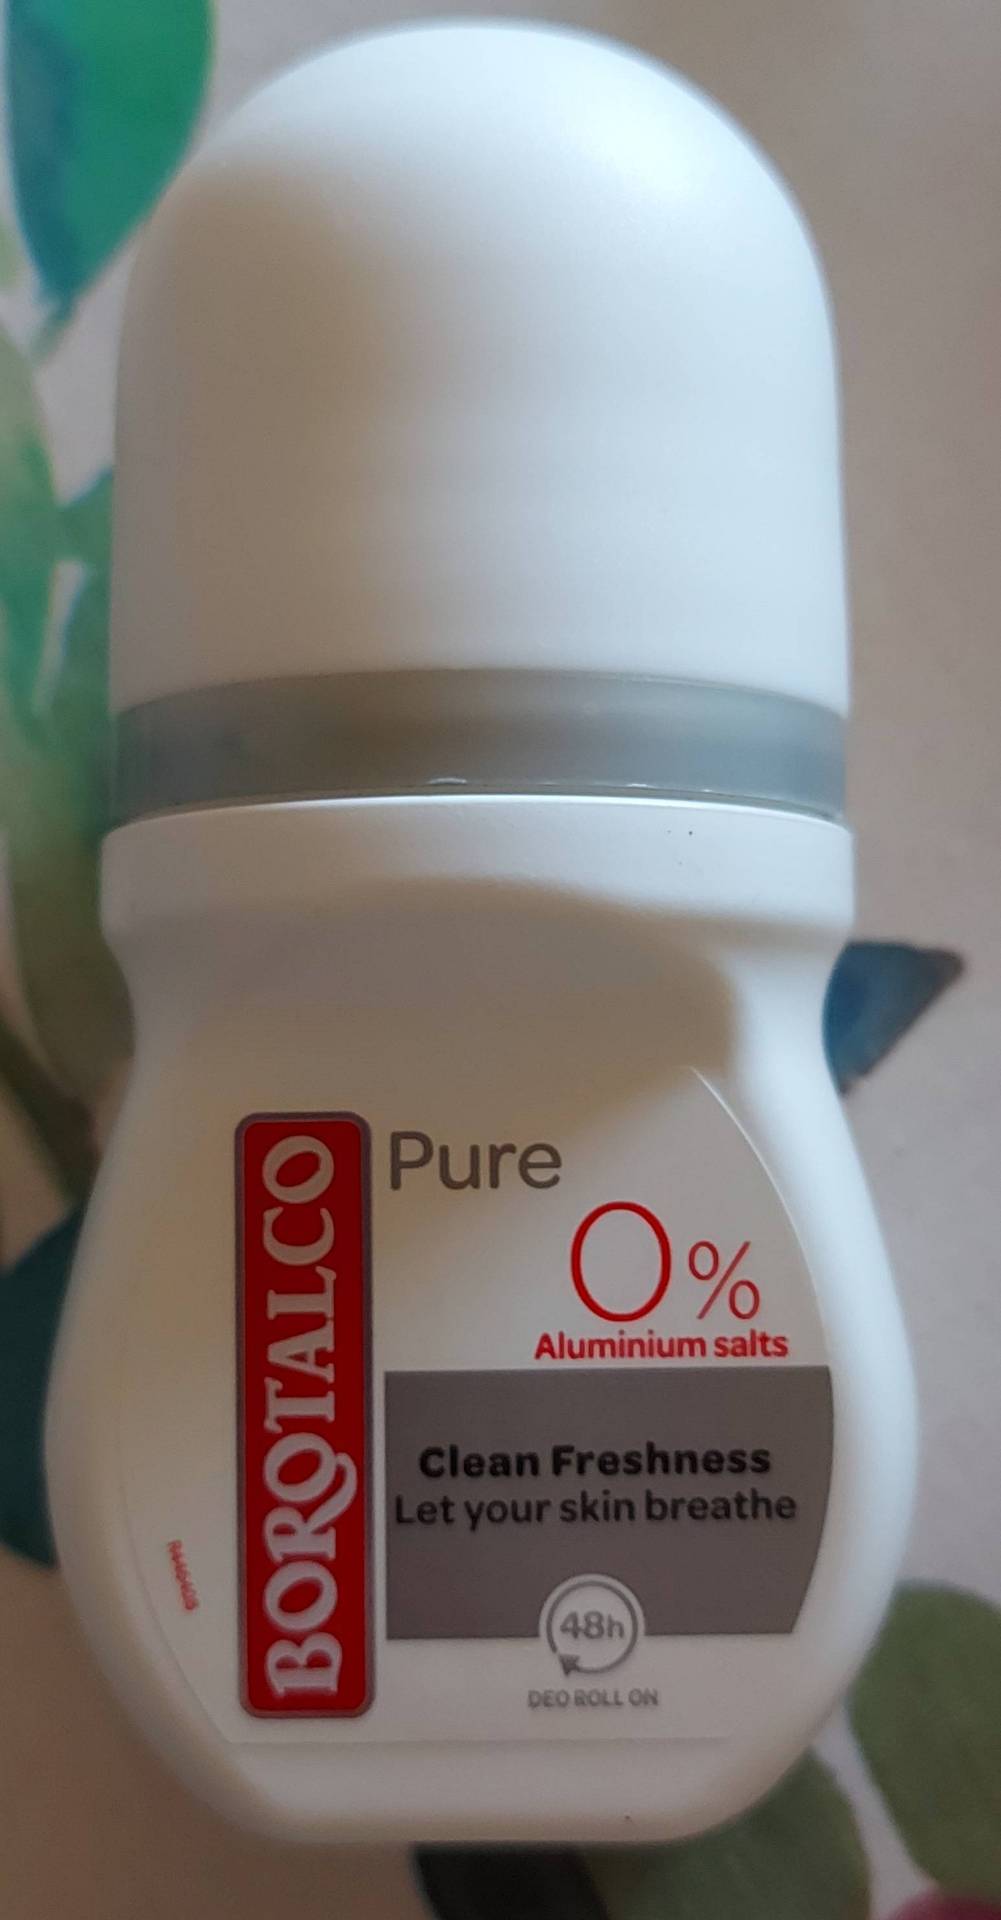 BOROTALCO
Pure
0%
Aluminium salts
Clean Freshness
Let your skin breathe
48h
DEO ROLL ON